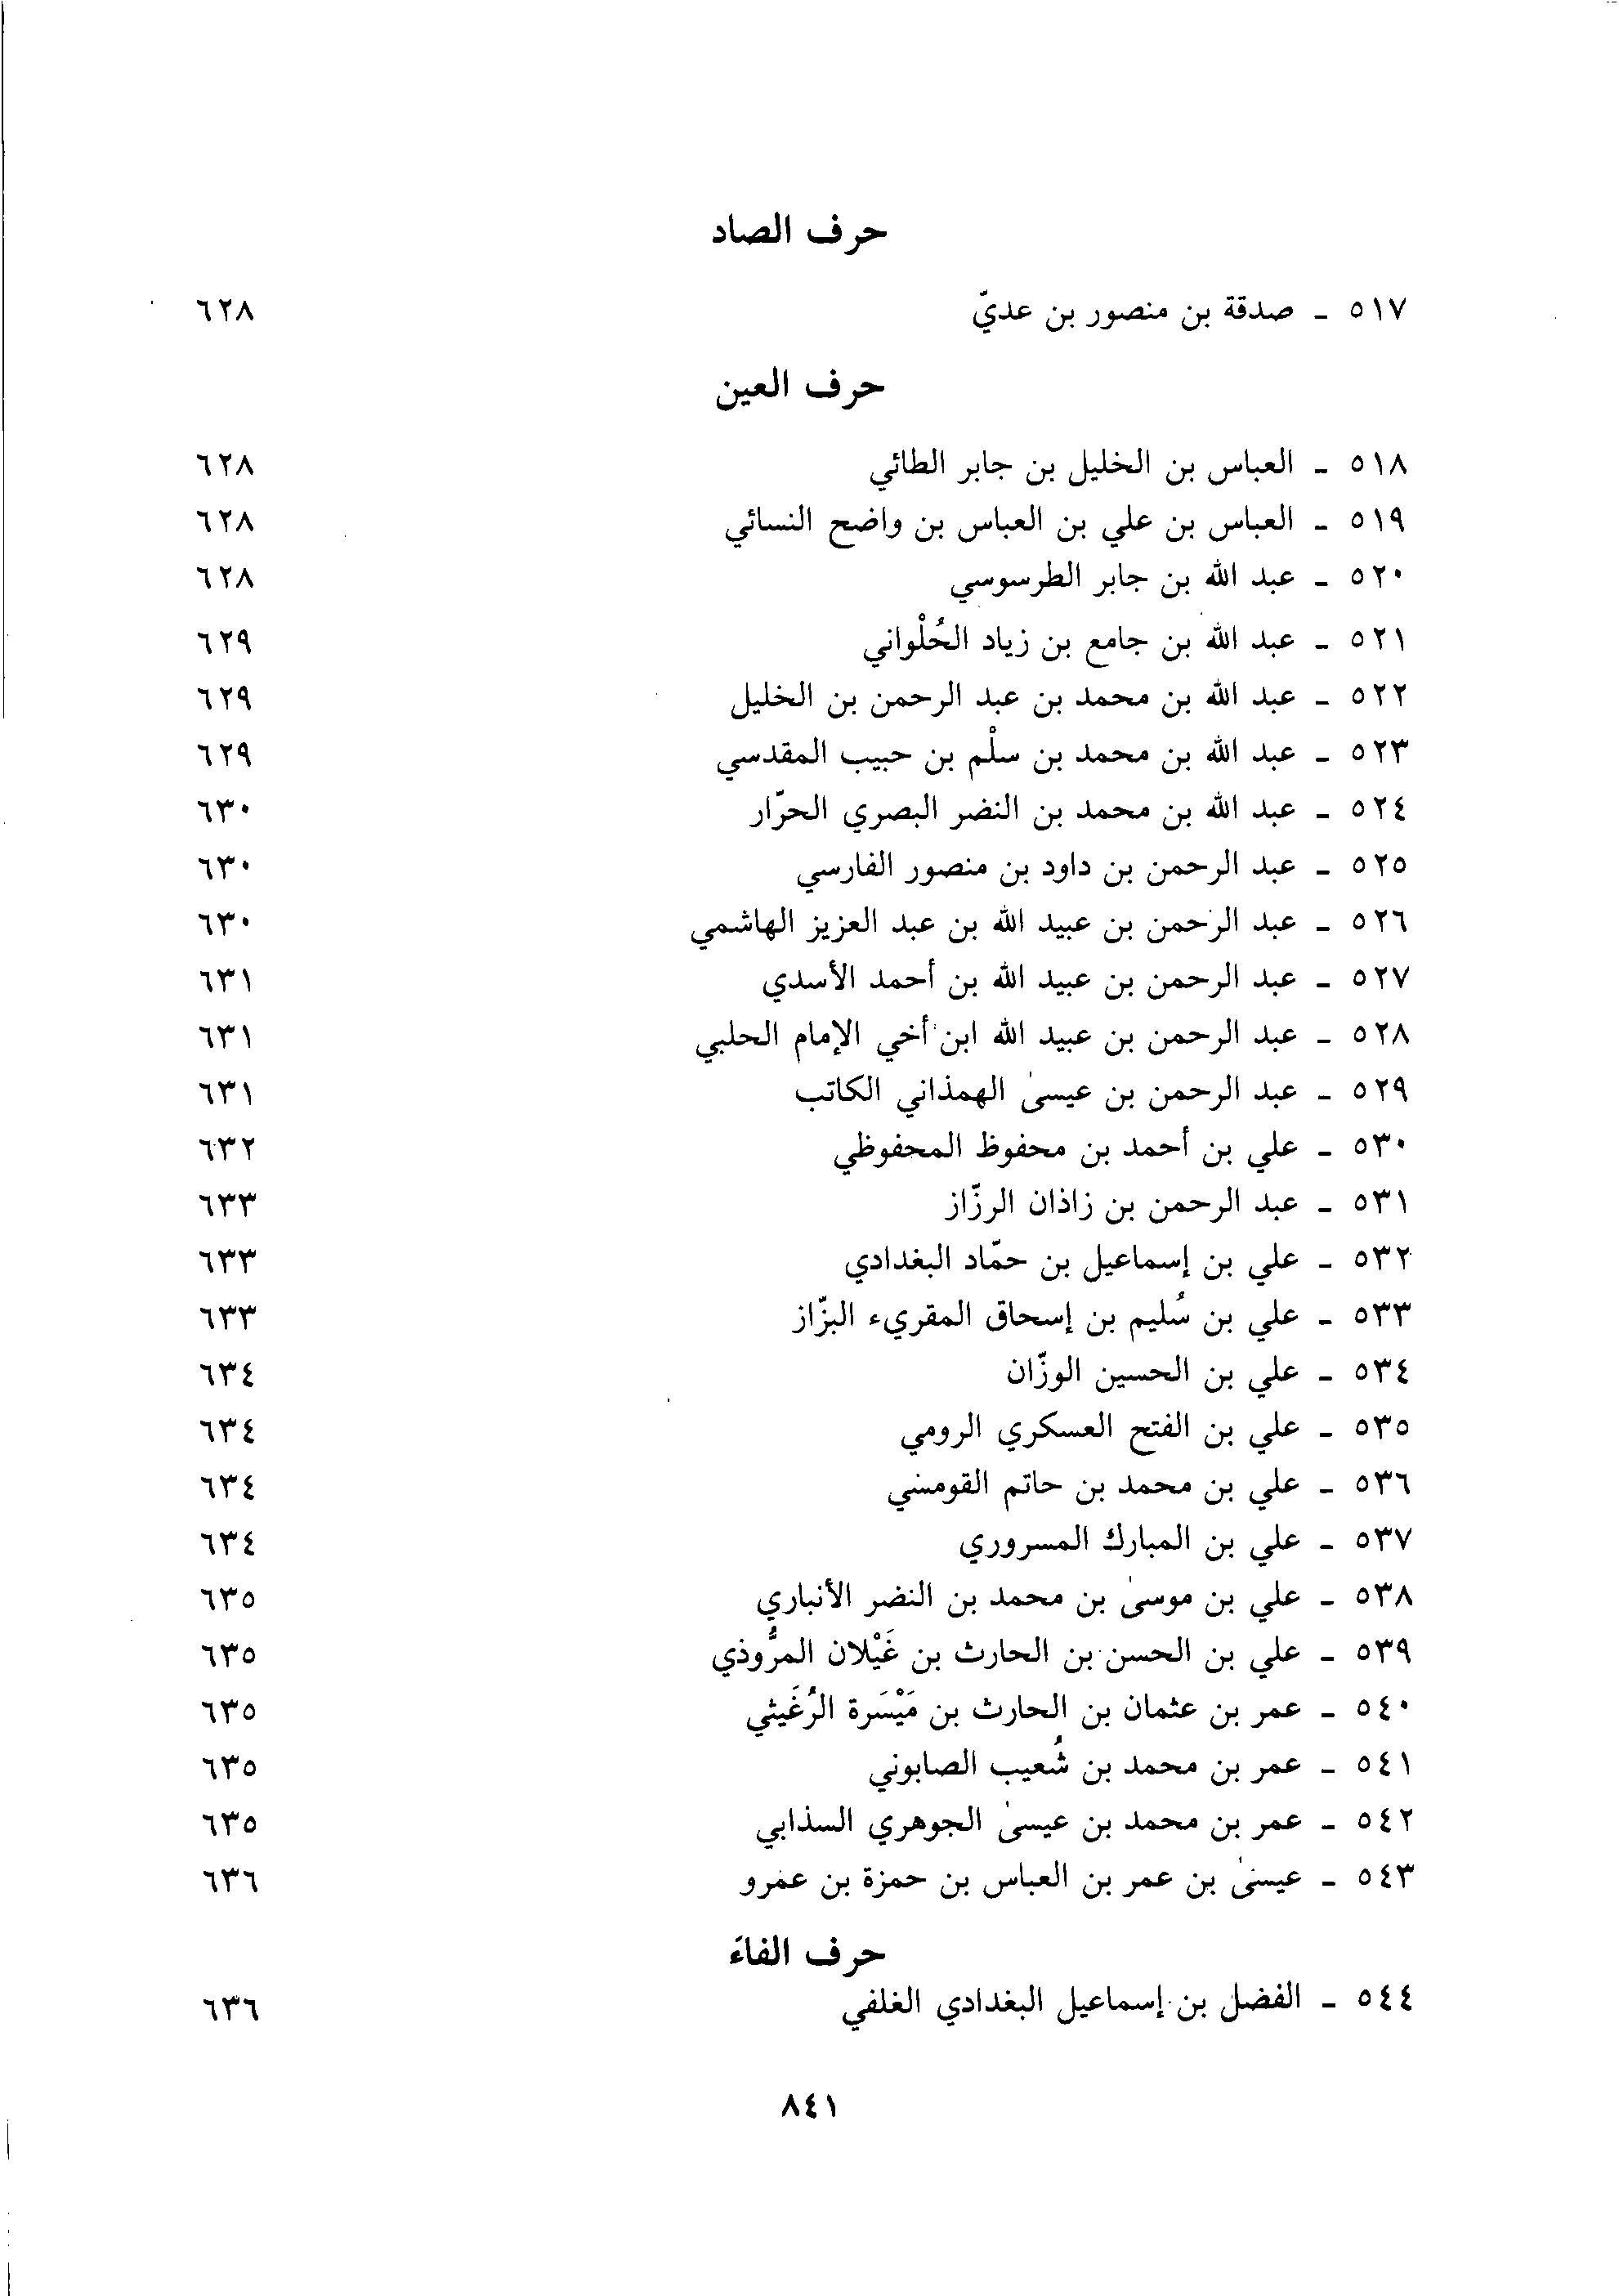 حرف الصاد
٥١٧ - صدقة بن منصور بن عديّ ٦٢٨
حرف العين
٥١٨ - العباس بن الخليل بن جابر الطائي ٦٢٨
٥١٩ - العباس بن علي بن العباس بن واضح النسائي ٦٢٨
٥٢٠ - عبد الله بن جابر الطرسوسي ٦٢٨
٥٢١ - عبد الله بن جامع بن زياد الحُلْواني ٦٢٩
٥٢٢ - عبد الله بن محمد بن عبد الرحمن بن الخليل ٦٢٩
٥٢٣ - عبد الله بن محمد بن سلْم بن حبيب المقدسي ٦٢٩
٥٢٤ - عبد الله بن محمد بن النضر البصري الحرّار ٦٣٠
٥٢٥ - عبد الرحمن بن داود بن منصور الفارسي ٦٣٠
٥٢٦ - عبد الرحمن بن عبيد الله بن عبد العزيز الهاشمي ٦٣٠
٥٢٧ - عبد الرحمن بن عبيد الله بن أحمد الأسدي ٦٣١
٥٢٨ - عبد الرحمن بن عبيد الله ابن أخي الإمام الحلبي ٦٣١
٥٢٩ - عبد الرحمن بن عيسىٰ الهمذاني الكاتب ٦٣١
٥٣٠ - علي بن أحمد بن محفوظ المحفوظي ٦٣٢
٥٣١ - عبد الرحمن بن زاذان الرزّاز ٦٣٣
٥٣٢ - علي بن إسماعيل بن حمّاد البغدادي ٦٣٣
٥٣٣ - علي بن سُليم بن إسحاق المقريء البزّاز ٦٣٣
٥٣٤ - علي بن الحسين الوزّان ٦٣٤
٥٣٥ - علي بن الفتح العسكري الرومي ٦٣٤
٥٣٦ - علي بن محمد بن حاتم القومسي ٦٣٤
٥٣٧ - علي بن المبارك المسروري ٦٣٤
٥٣٨ - علي بن موسىٰ بن محمد بن النضر الأنباري ٦٣٥
٥٣٩ - علي بن الحسن بن الحارث بن غَيْلان المرُّوذي ٦٣٥
٥٤٠ - عمر بن عثمان بن الحارث بن مَيْسَرة الرُغَيثي ٦٣٥
٥٤١ - عمر بن محمد بن شُعيب الصابوني ٦٣٥
٥٤٢ - عمر بن محمد بن عيسىٰ الجوهري السذابي ٦٣٥
٥٤٣ - عيسىٰ بن عمر بن العباس بن حمزة بن عمرو ٦٣٦
حرف الفاء
٥٤٤ - الفضل بن إسماعيل البغدادي الغلفي ٦٣٦
٨٤١